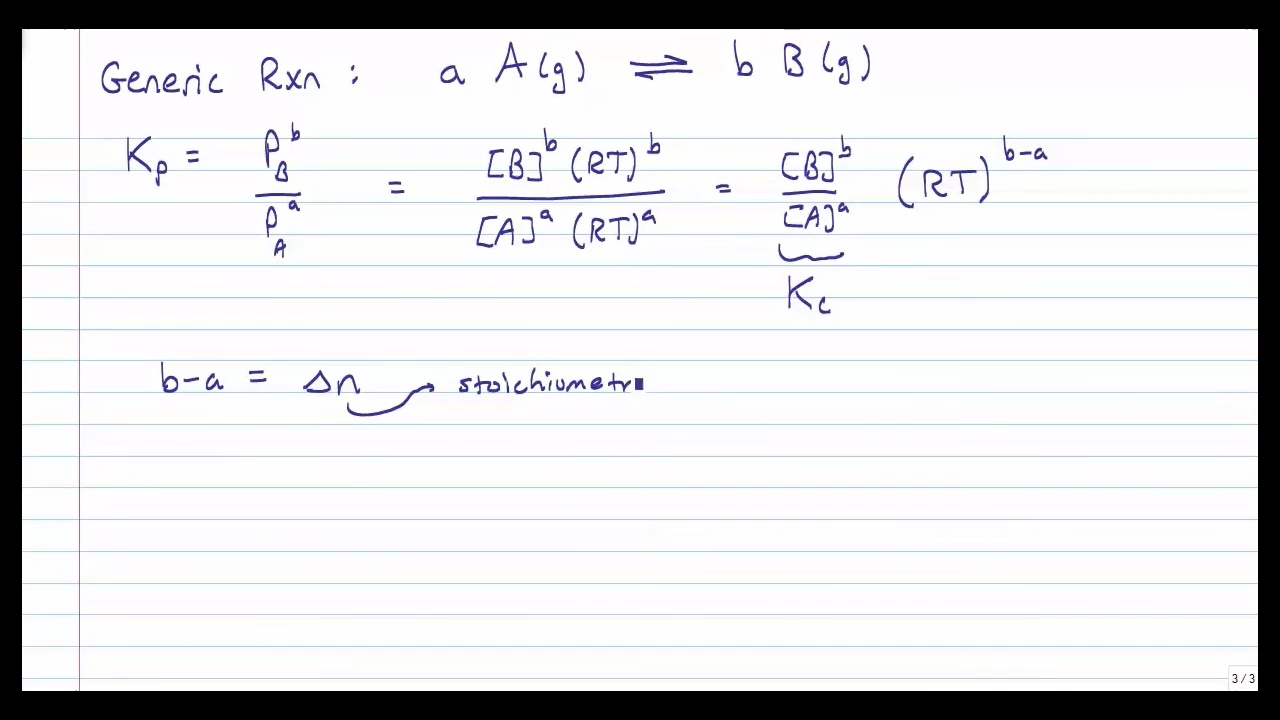 Generic Rxn : a A(g) ⇌ b B(g)
Kp = P_B^b / P_A^a = [B]^b (RT)^b / [A]^a (RT)^a = [B]^b / [A]^a (RT)^{b-a}
Kc
b-a = Δn → stoichiometr
3 / 3